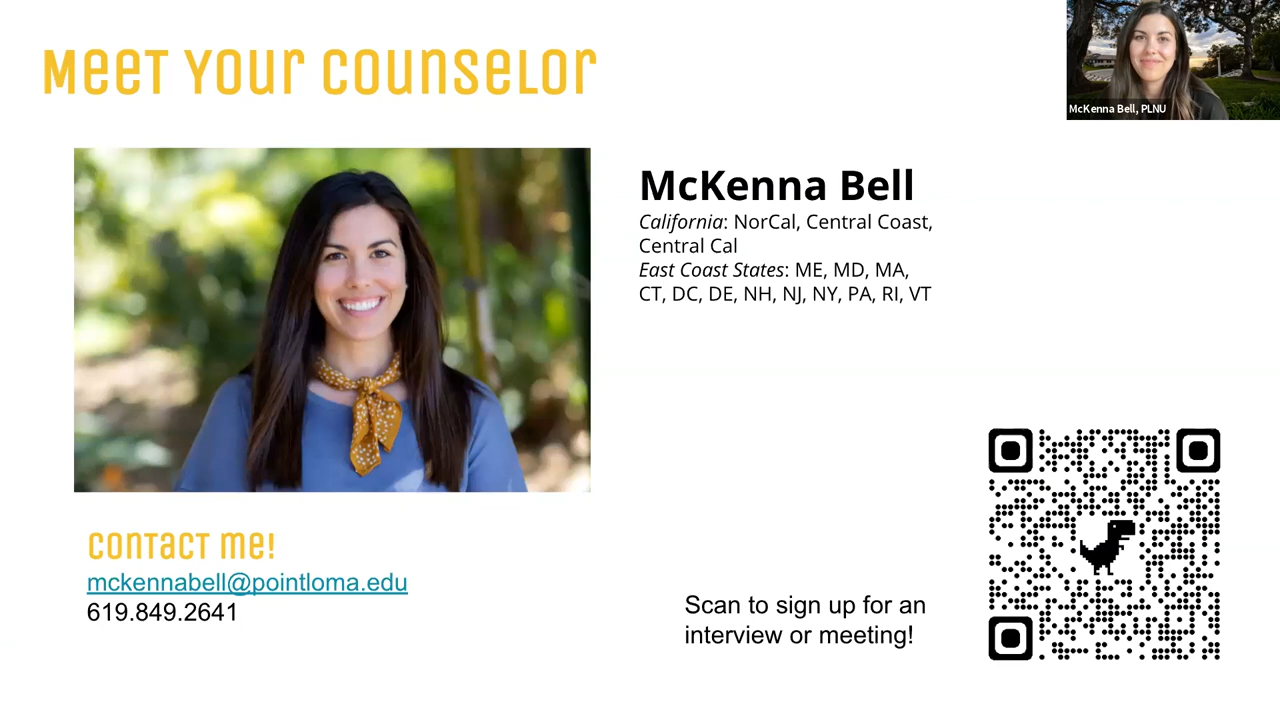 Meet Your Counselor
McKenna Bell, PLNU
McKenna Bell
California: NorCal, Central Coast,
Central Cal
East Coast States: ME, MD, MA,
CT, DC, DE, NH, NJ, NY, PA, RI, VT
Contact me!
mckennabell@pointloma.edu
619.849.2641
Scan to sign up for an
interview or meeting!